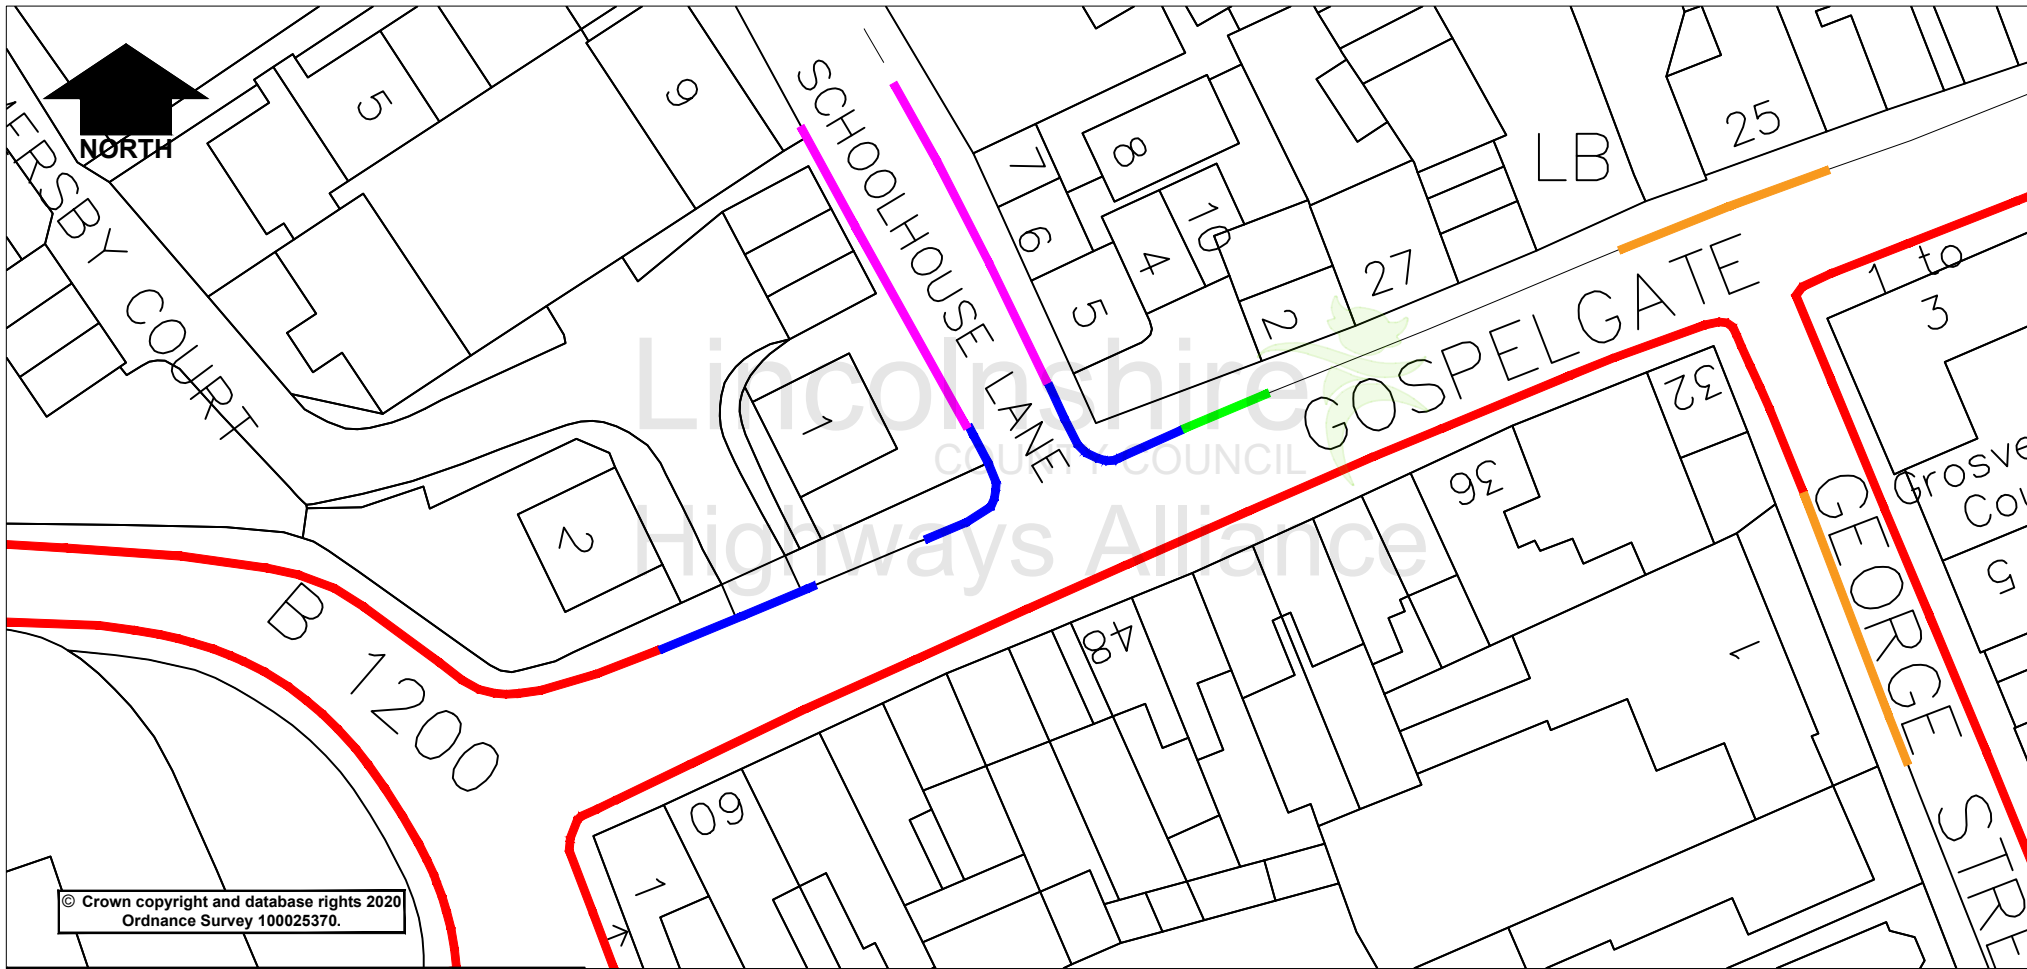 NORTH
ERSBY COURT
5
9
SCHOOLHOUSE LANE
7
8
6
4
10
5
2
27
LB
25
1 to
3
GOSPELGATE
32
36
48
60
1
1
2
1
B 1200
GEORGE STRE
Grosve
Cou
5
Lincolnshire
COUNTY COUNCIL
Highways Alliance
© Crown copyright and database rights 2020
Ordnance Survey 100025370.